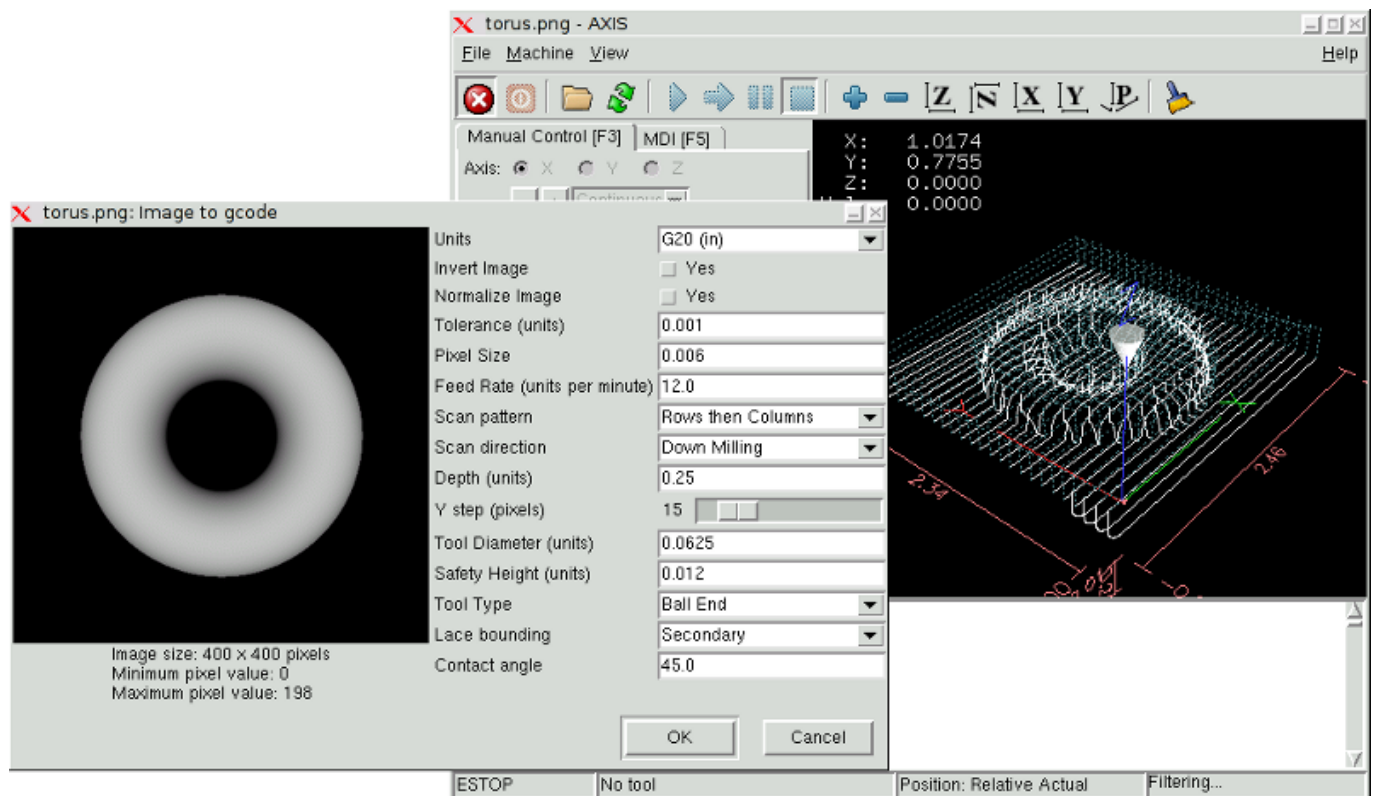 torus.png - AXIS
File Machine View Help
Z N X Y P
Manual Control [F3] MDI [F5]
Axis: X Y Z
Continuous
X: 1.0174
Y: 0.7755
Z: 0.0000
0.0000
torus.png: Image to gcode
Units G20 (in)
Invert Image Yes
Normalize Image Yes
Tolerance (units) 0.001
Pixel Size 0.006
Feed Rate (units per minute) 12.0
Scan pattern Rows then Columns
Scan direction Down Milling
Depth (units) 0.25
Y step (pixels) 15
Tool Diameter (units) 0.0625
Safety Height (units) 0.012
Tool Type Ball End
Lace bounding Secondary
Contact angle 45.0
Image size: 400 x 400 pixels
Minimum pixel value: 0
Maximum pixel value: 198
OK Cancel
X
2.34
2.46
ESTOP No tool Position: Relative Actual Filtering...